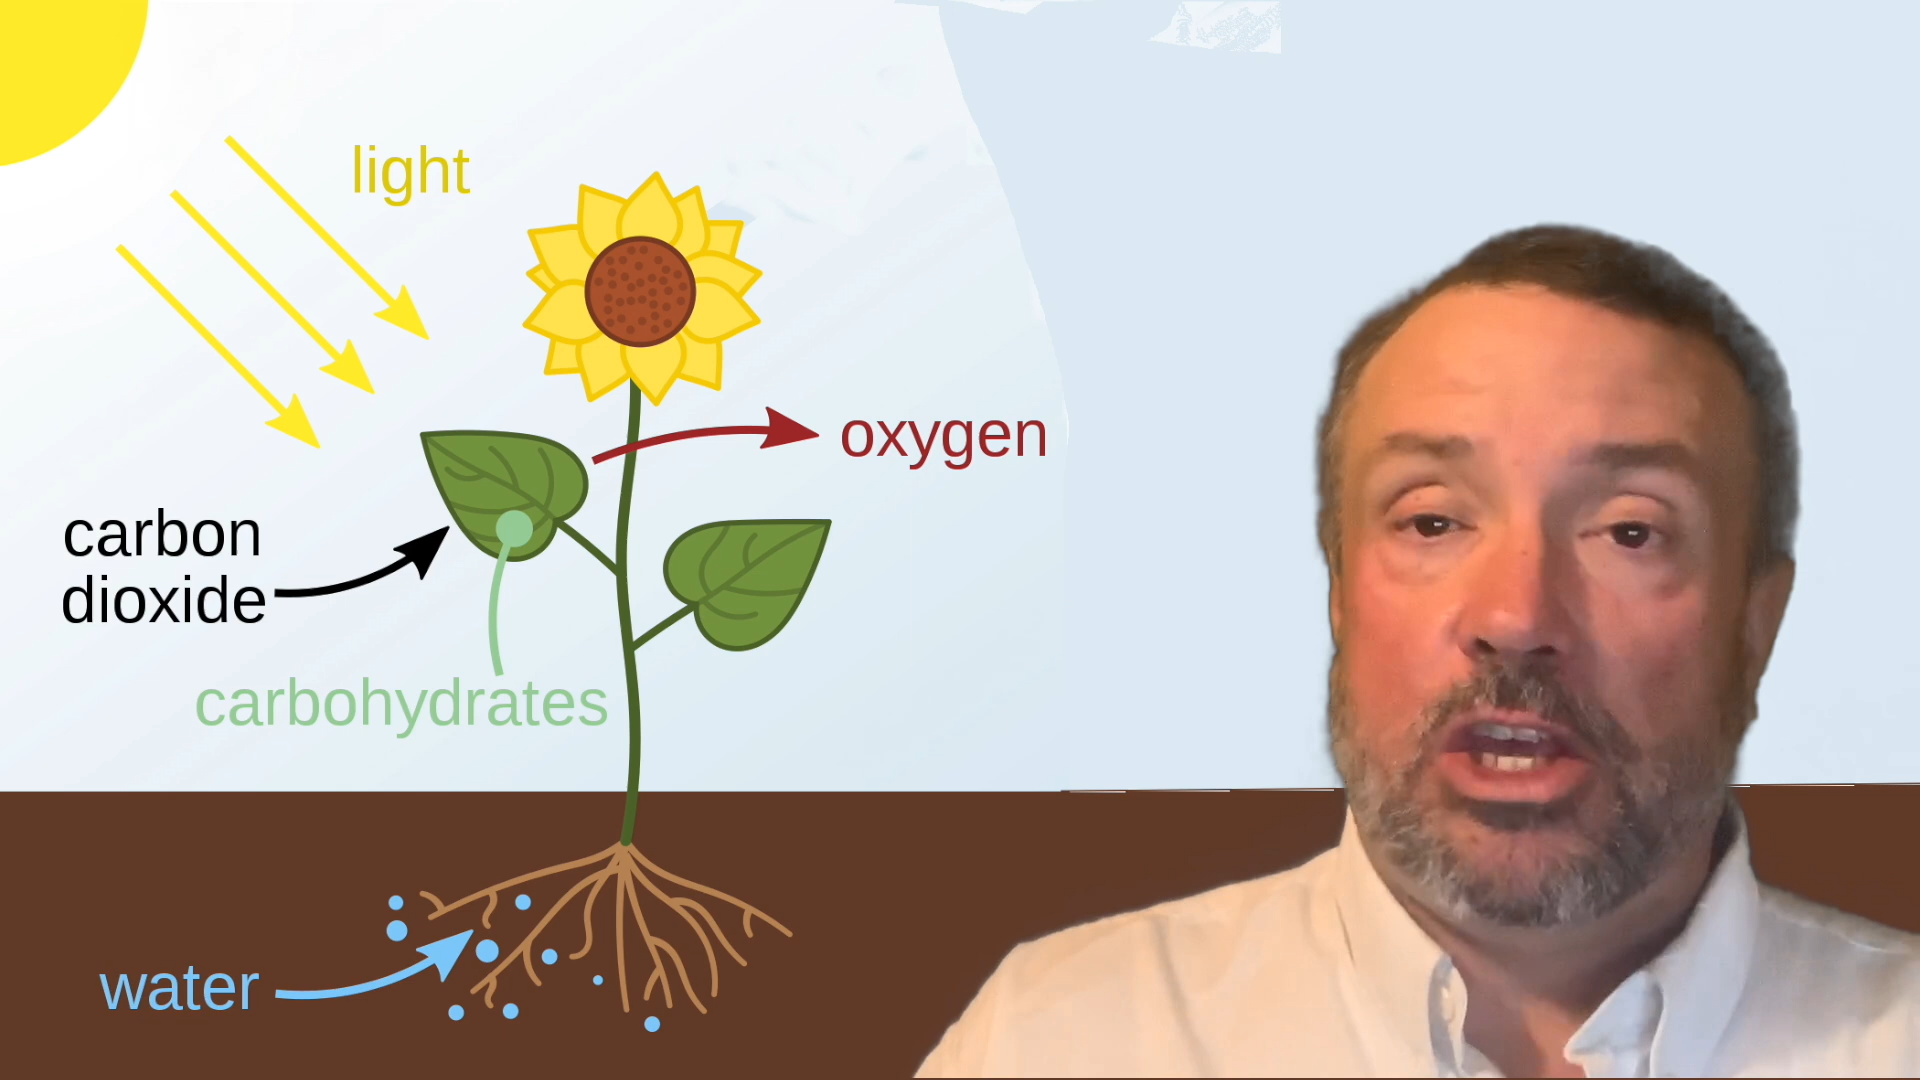 light
oxygen
carbon
dioxide
carbohydrates
water